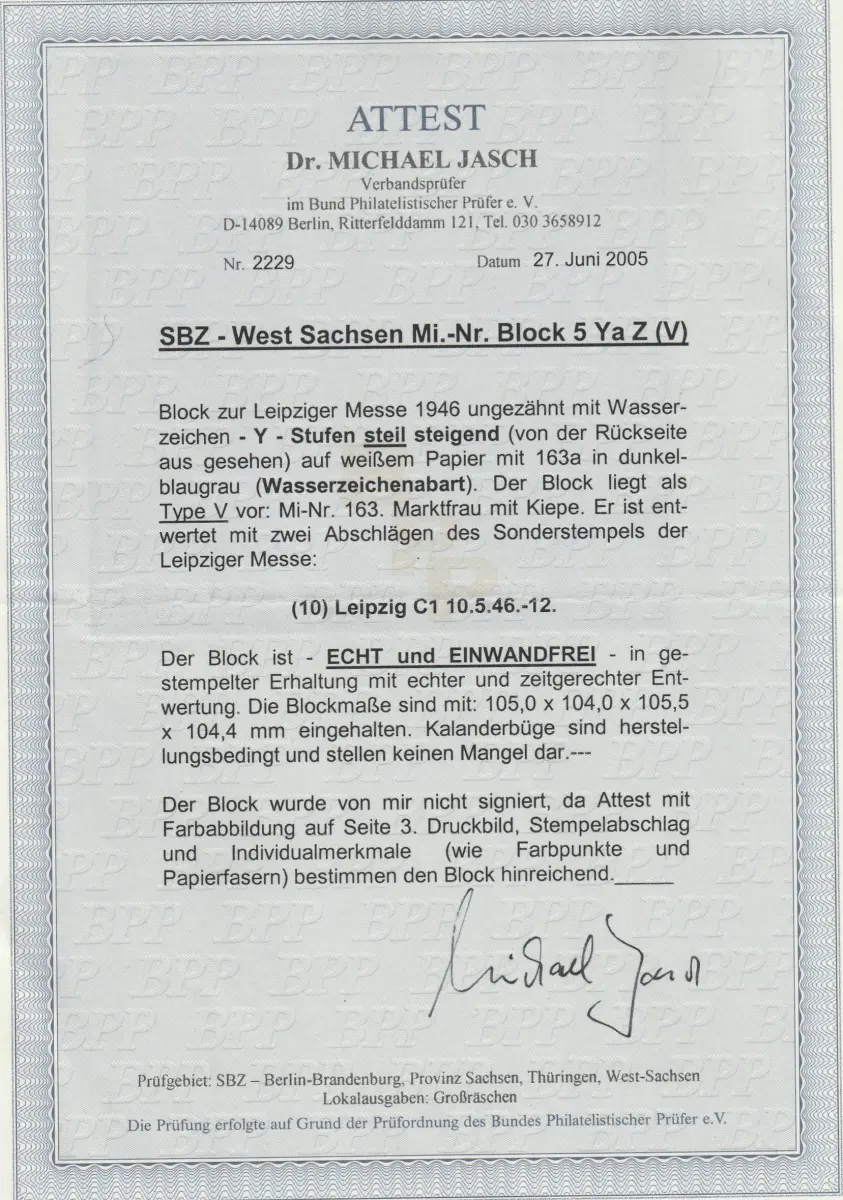 ATTEST
Dr. MICHAEL JASCH
Verbandsprüfer
im Bund Philatelistischer Prüfer e. V.
D-14089 Berlin, Ritterfelddamm 121, Tel. 030 3658912
Nr. 2229 Datum 27. Juni 2005
SBZ - West Sachsen Mi.-Nr. Block 5 Ya Z (V)
Block zur Leipziger Messe 1946 ungezähnt mit Wasser-
zeichen - Y - Stufen steil steigend (von der Rückseite
aus gesehen) auf weißem Papier mit 163a in dunkel-
blaugrau (Wasserzeichenabart). Der Block liegt als
Type V vor: Mi-Nr. 163. Marktfrau mit Kiepe. Er ist ent-
wertet mit zwei Abschlägen des Sonderstempels der
Leipziger Messe:
(10) Leipzig C1 10.5.46.-12.
Der Block ist - ECHT und EINWANDFREI - in ge-
stempelter Erhaltung mit echter und zeitgerechter Ent-
wertung. Die Blockmaße sind mit: 105,0 x 104,0 x 105,5
x 104,4 mm eingehalten. Kalanderbüge sind herstel-
lungsbedingt und stellen keinen Mangel dar.---
Der Block wurde von mir nicht signiert, da Attest mit
Farbabbildung auf Seite 3. Druckbild, Stempelabschlag
und Individualmerkmale (wie Farbpunkte und
Papierfasern) bestimmen den Block hinreichend.
Michael Jasch
Prüfgebiet: SBZ – Berlin-Brandenburg, Provinz Sachsen, Thüringen, West-Sachsen
Lokalausgaben: Großräschen
Die Prüfung erfolgte auf Grund der Prüfordnung des Bundes Philatelistischer Prüfer e.V.